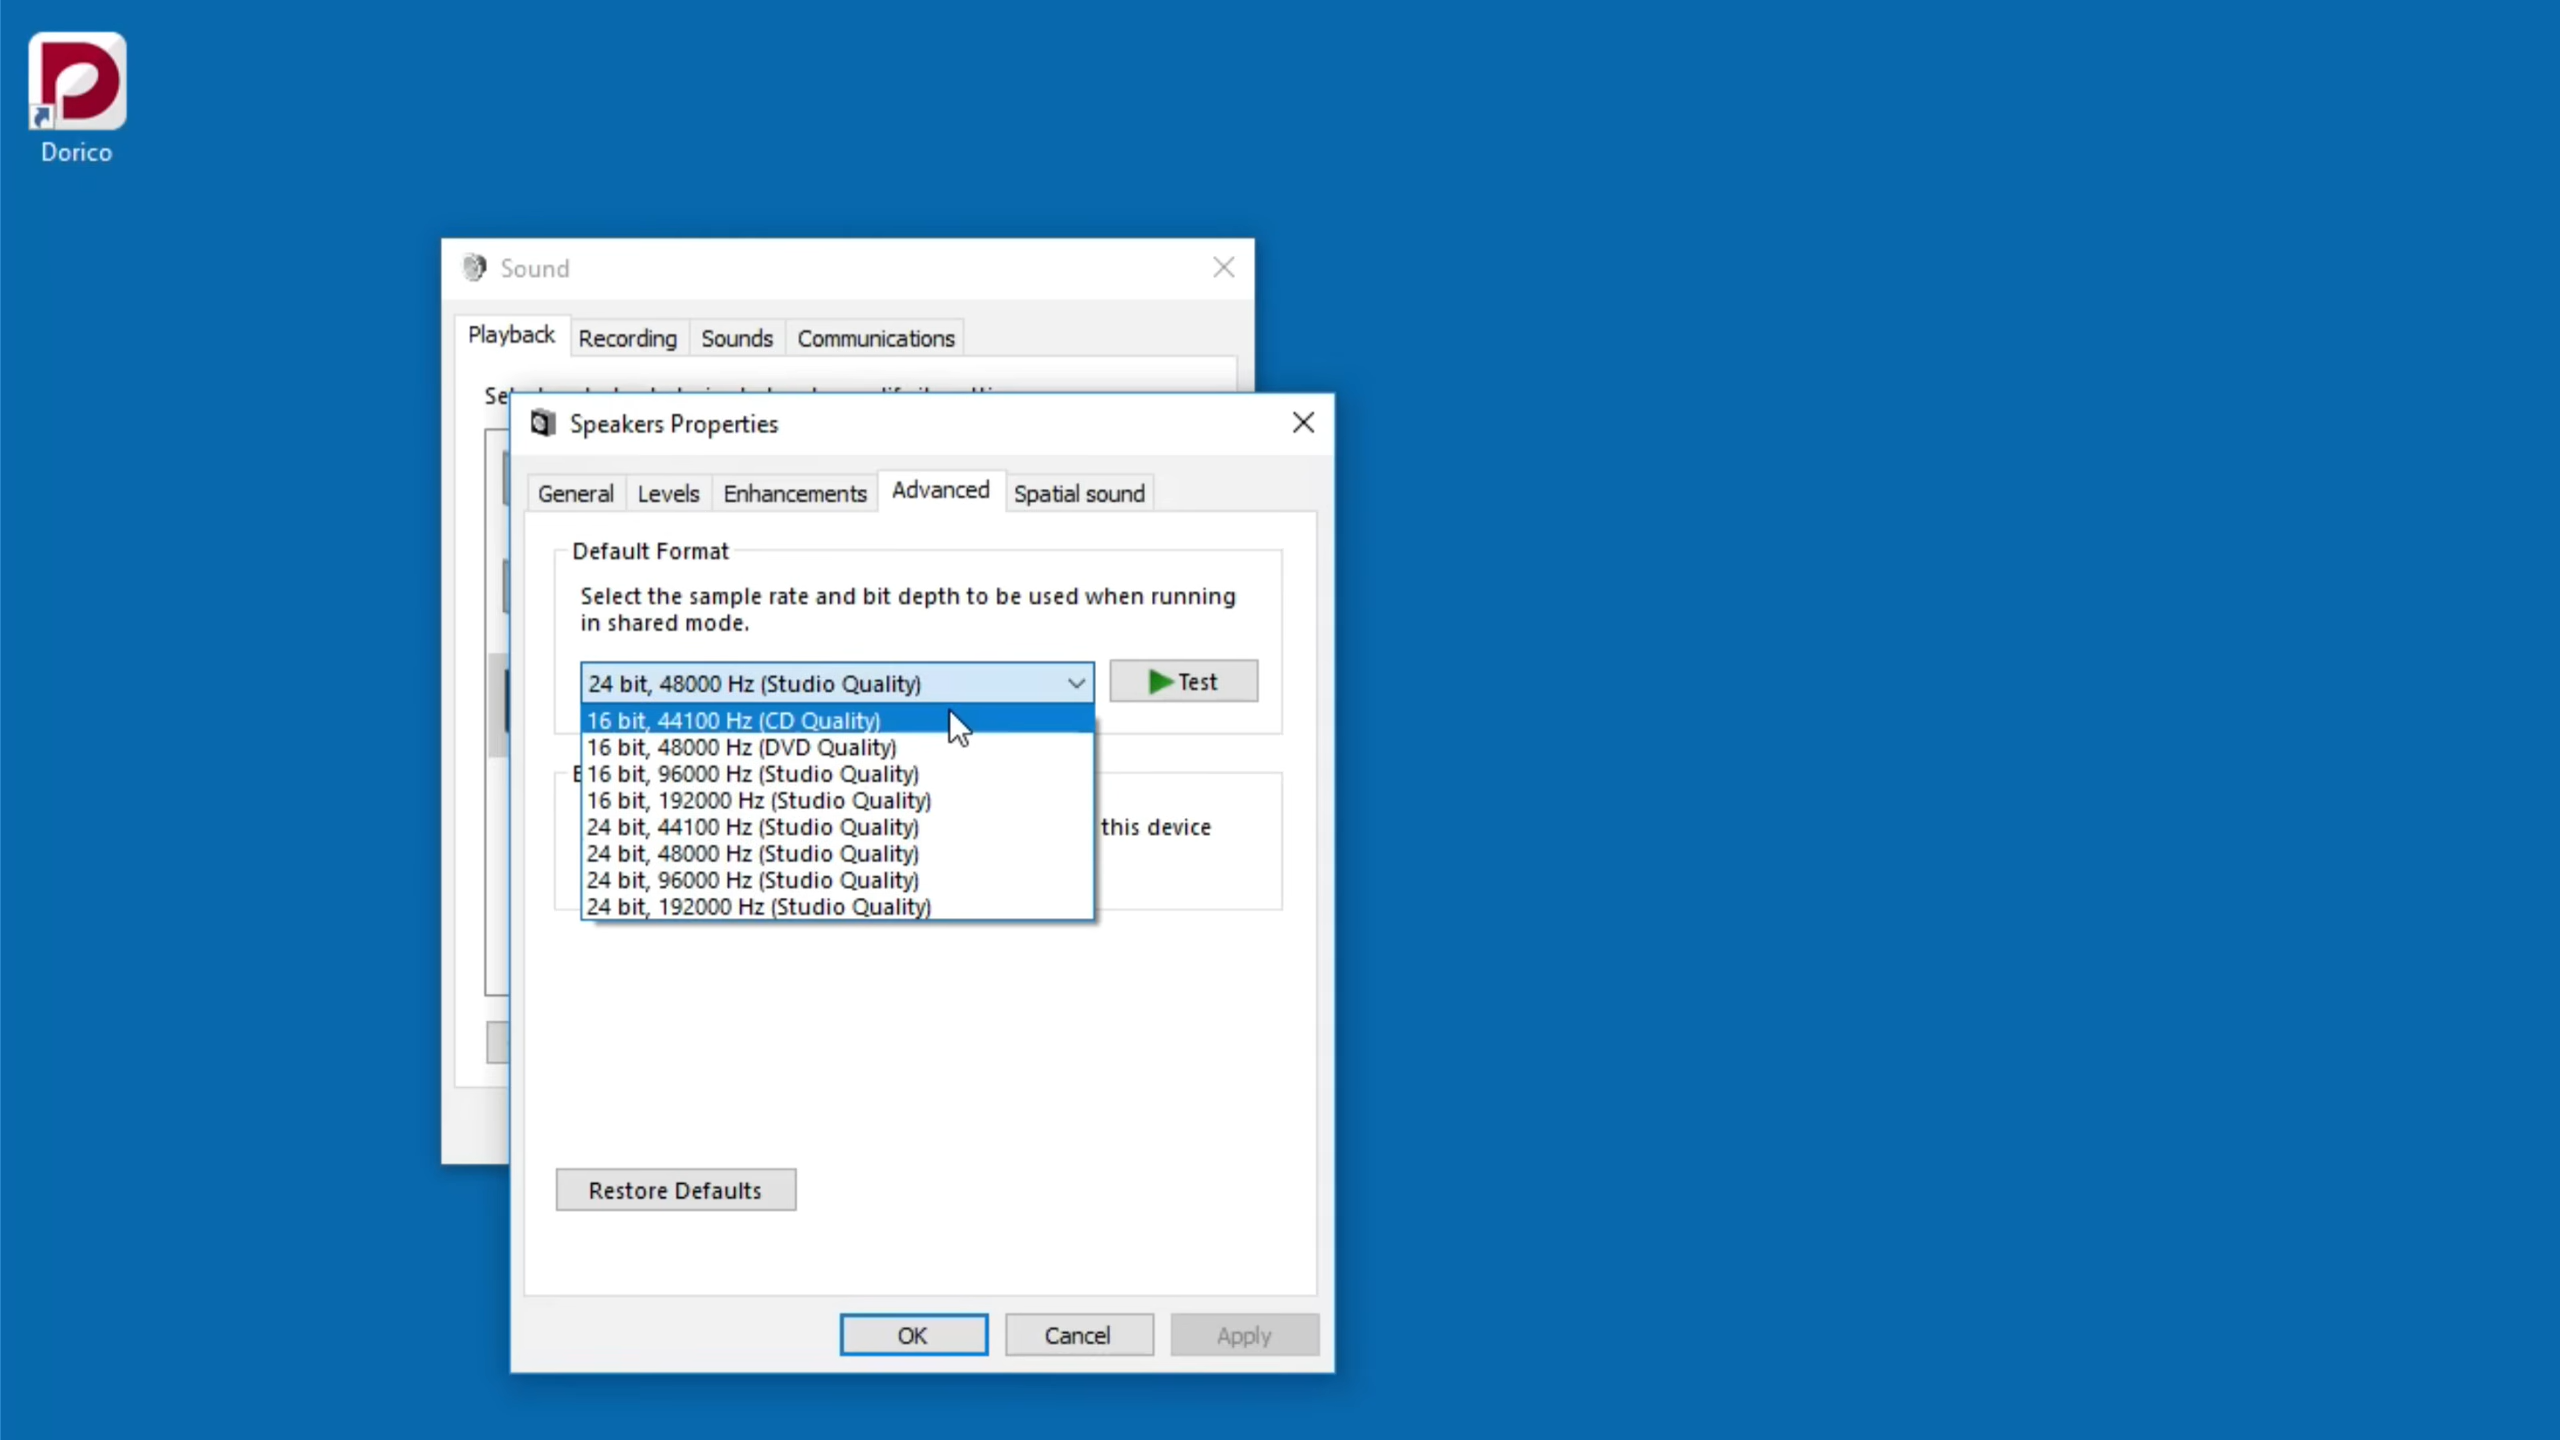 Dorico
Sound
Playback
Recording
Sounds
Communications
Speakers Properties
General
Levels
Enhancements
Advanced
Spatial sound
Default Format
Select the sample rate and bit depth to be used when running
in shared mode.
24 bit, 48000 Hz (Studio Quality)
Test
16 bit, 44100 Hz (CD Quality)
16 bit, 48000 Hz (DVD Quality)
16 bit, 96000 Hz (Studio Quality)
16 bit, 192000 Hz (Studio Quality)
24 bit, 44100 Hz (Studio Quality)
this device
24 bit, 48000 Hz (Studio Quality)
24 bit, 96000 Hz (Studio Quality)
24 bit, 192000 Hz (Studio Quality)
Restore Defaults
OK
Cancel
Apply